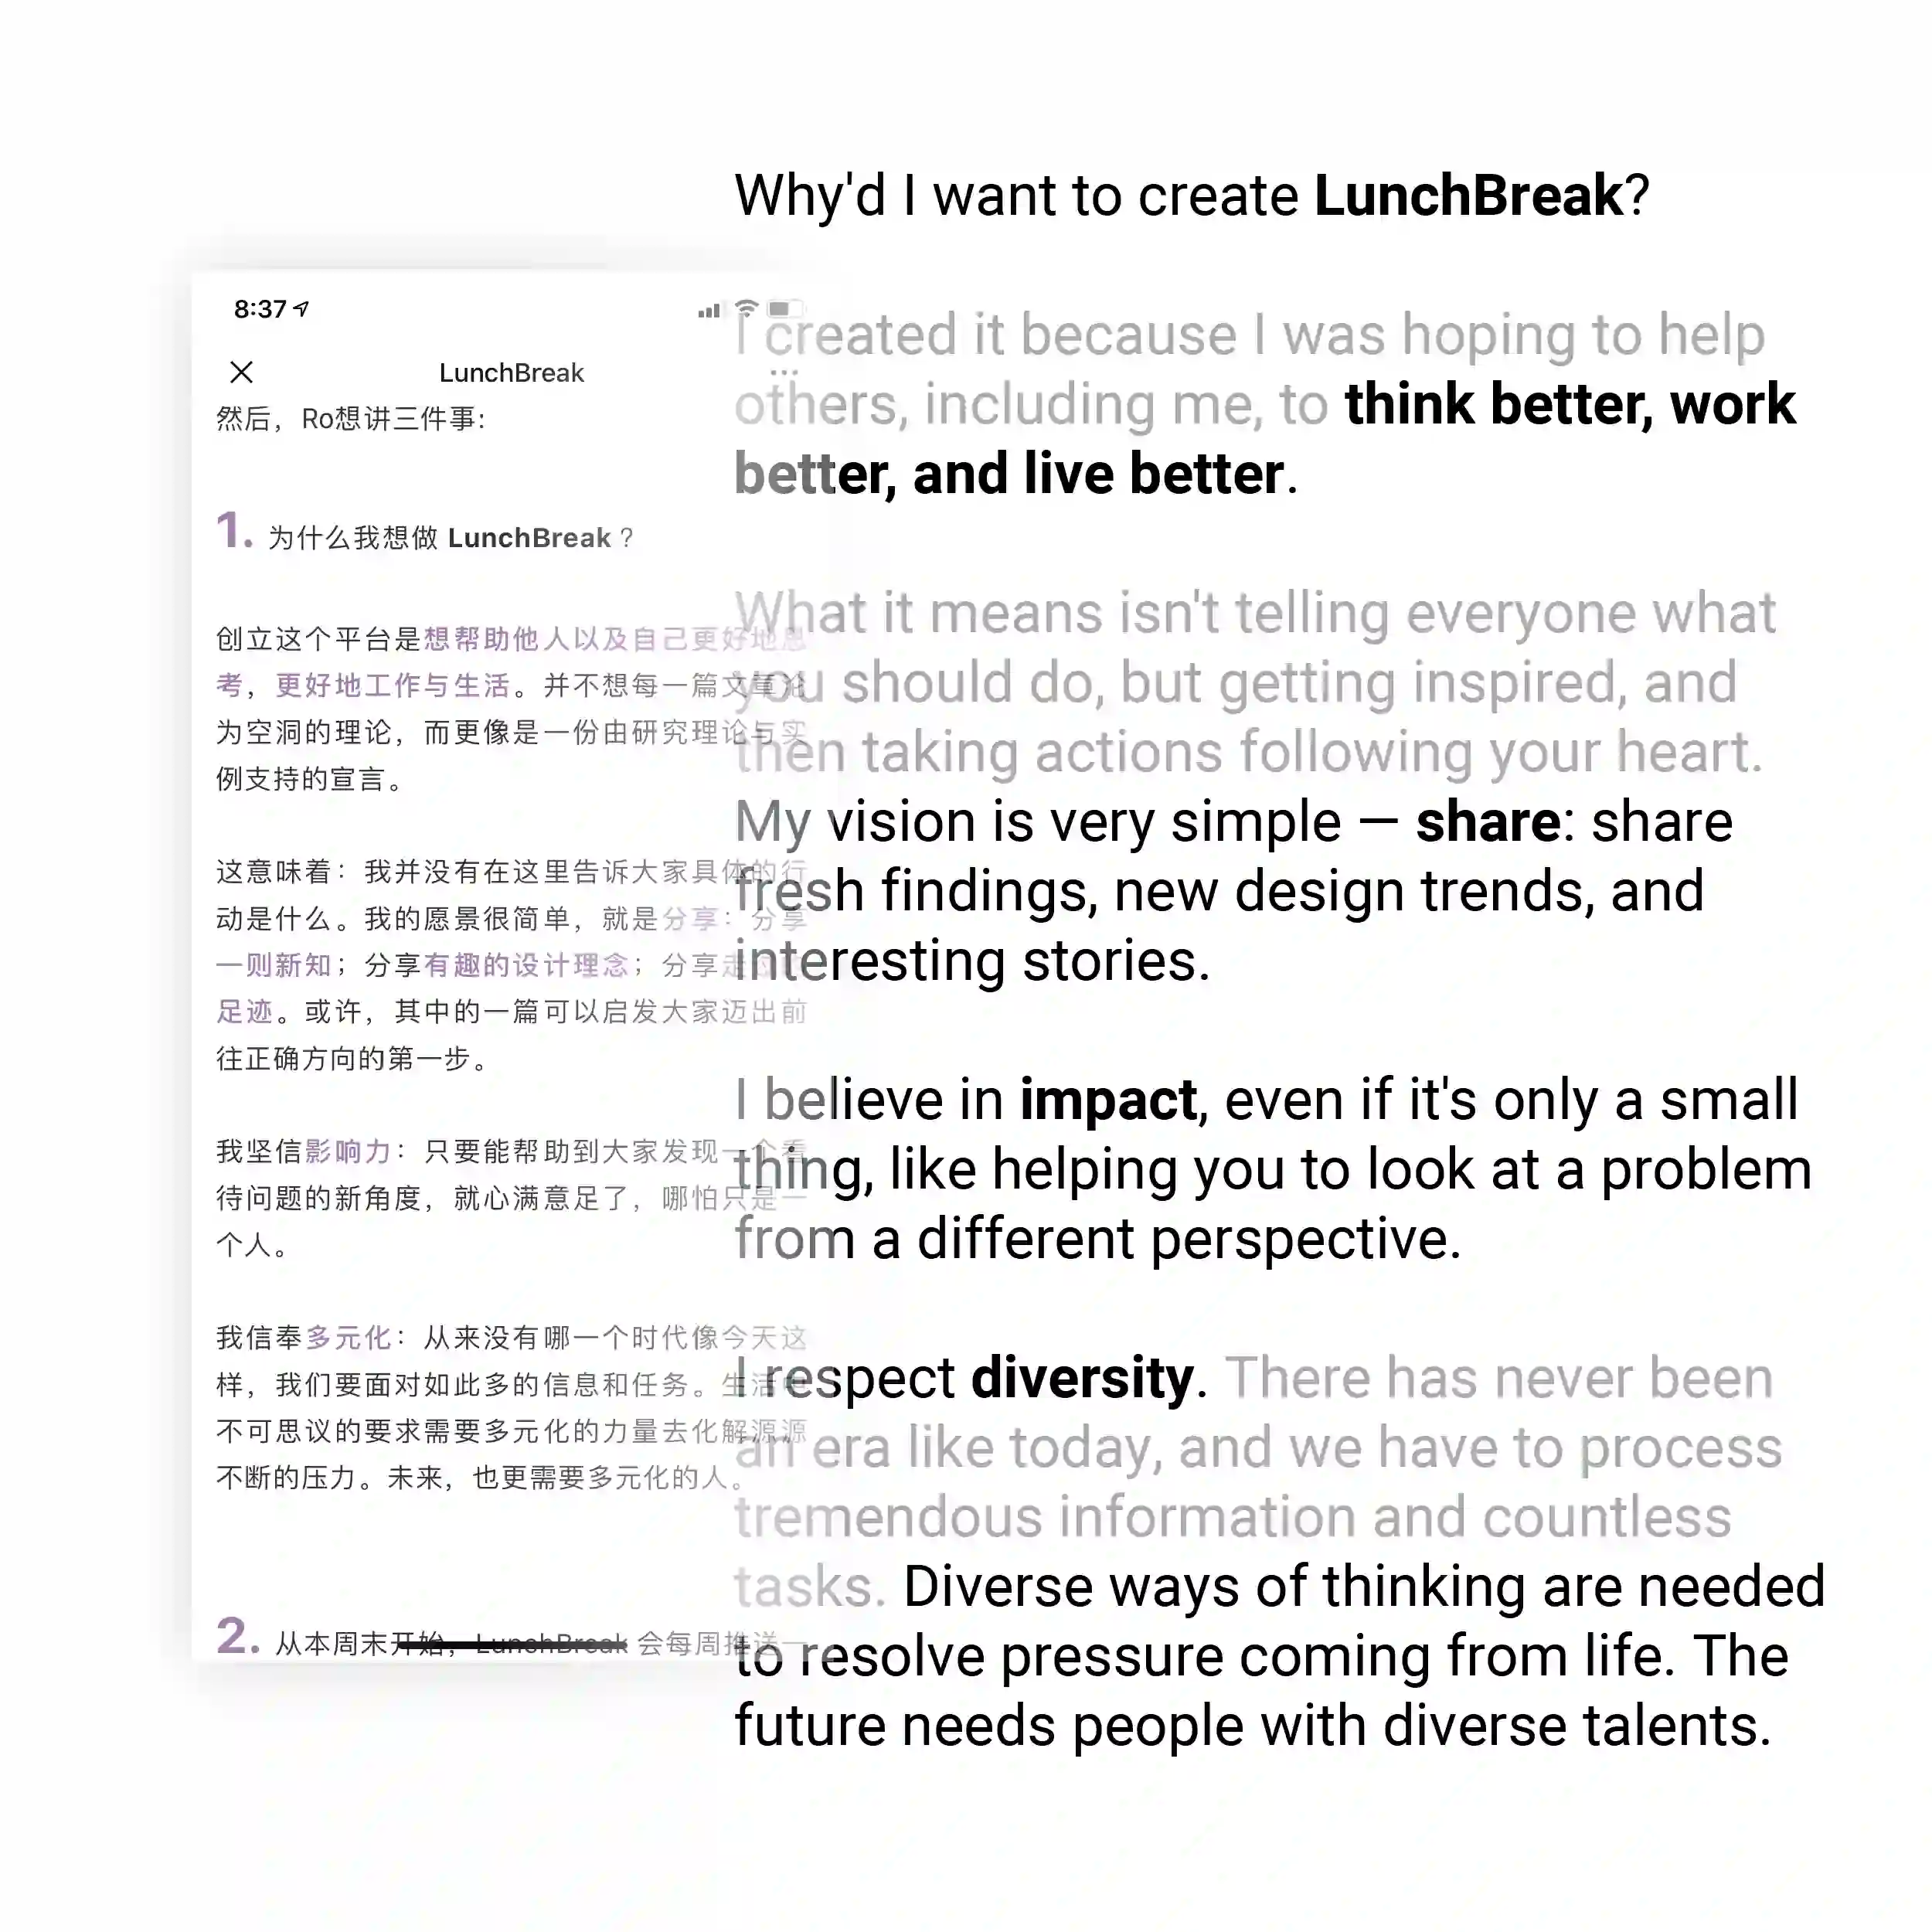 Why'd I want to create LunchBreak?
8:37
LunchBreak
然后，Ro想讲三件事:
1. 为什么我想做 LunchBreak？
创立这个平台是想帮助他人以及自己更好地思
考，更好地工作与生活。并不想每一篇文章沦
为空洞的理论，而更像是一份由研究理论与实
例支持的宣言。
这意味着：我并没有在这里告诉大家具体的行
动是什么。我的愿景很简单，就是分享：分享
一则新知；分享有趣的设计理念；分享走过的
足迹。或许，其中的一篇可以启发大家迈出前
往正确方向的第一步。
我坚信影响力：只要能帮助到大家发现一个看
待问题的新角度，就心满意足了，哪怕只是一
个人。
我信奉多元化：从来没有哪一个时代像今天这
样，我们要面对如此多的信息和任务。生活中
不可思议的要求需要多元化的力量去化解源源
不断的压力。未来，也更需要多元化的人。
2. 从本周末开始，LunchBreak 会每周推送一
I created it because I was hoping to help
others, including me, to think better, work
better, and live better.
What it means isn't telling everyone what
you should do, but getting inspired, and
then taking actions following your heart.
My vision is very simple — share: share
fresh findings, new design trends, and
interesting stories.
I believe in impact, even if it's only a small
thing, like helping you to look at a problem
from a different perspective.
I respect diversity. There has never been
an era like today, and we have to process
tremendous information and countless
tasks. Diverse ways of thinking are needed
to resolve pressure coming from life. The
future needs people with diverse talents.